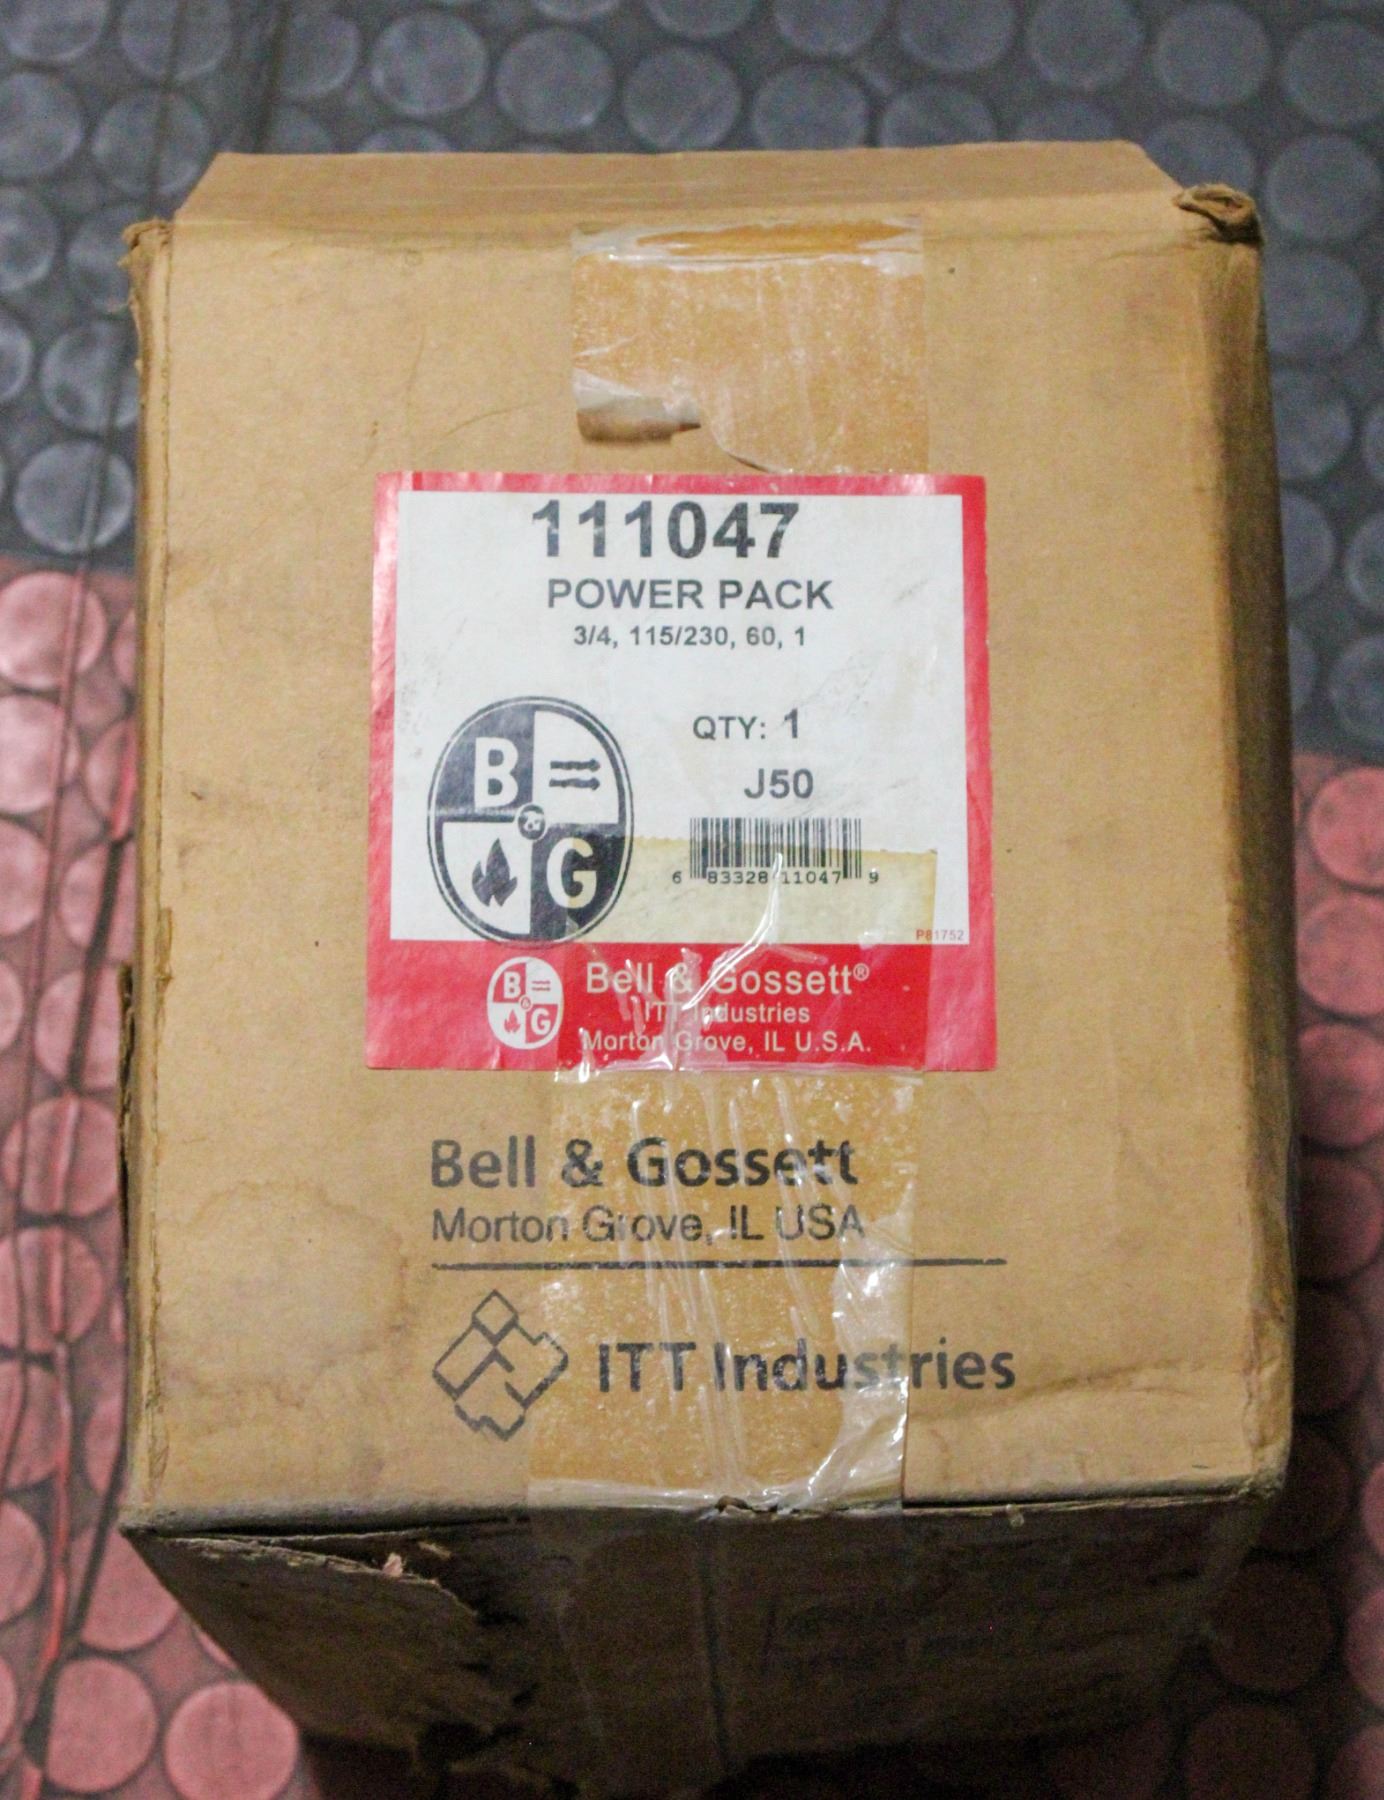 111047
POWER PACK
3/4, 115/230, 60, 1
QTY: 1
J50
B
&
G
6 83328 11047 9
P81752
B
&
G
Bell & Gossett®
ITT Industries
Morton Grove, IL U.S.A.
Bell & Gossett
Morton Grove, IL USA
ITT Industries